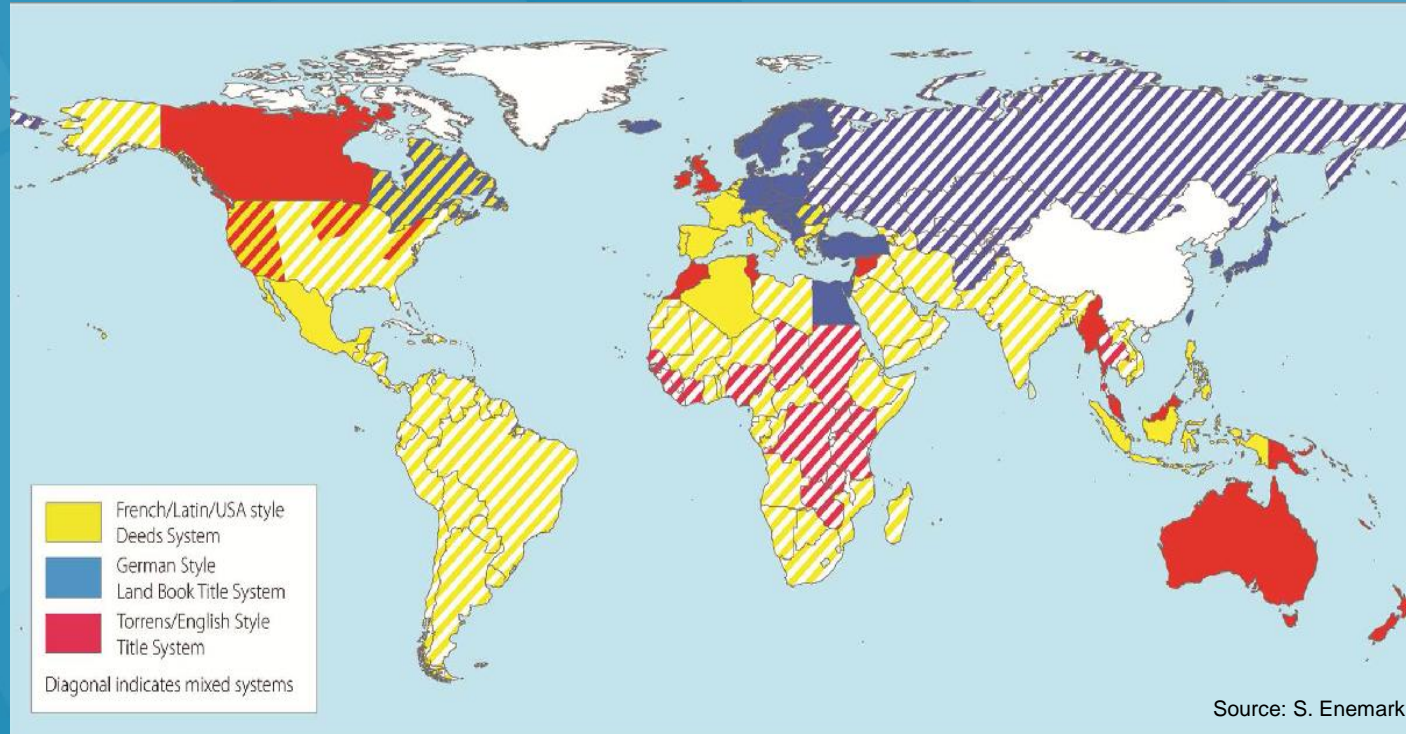 French/Latin/USA style
Deeds System
German Style
Land Book Title System
Torrens/English Style
Title System
Diagonal indicates mixed systems
Source: S. Enemark